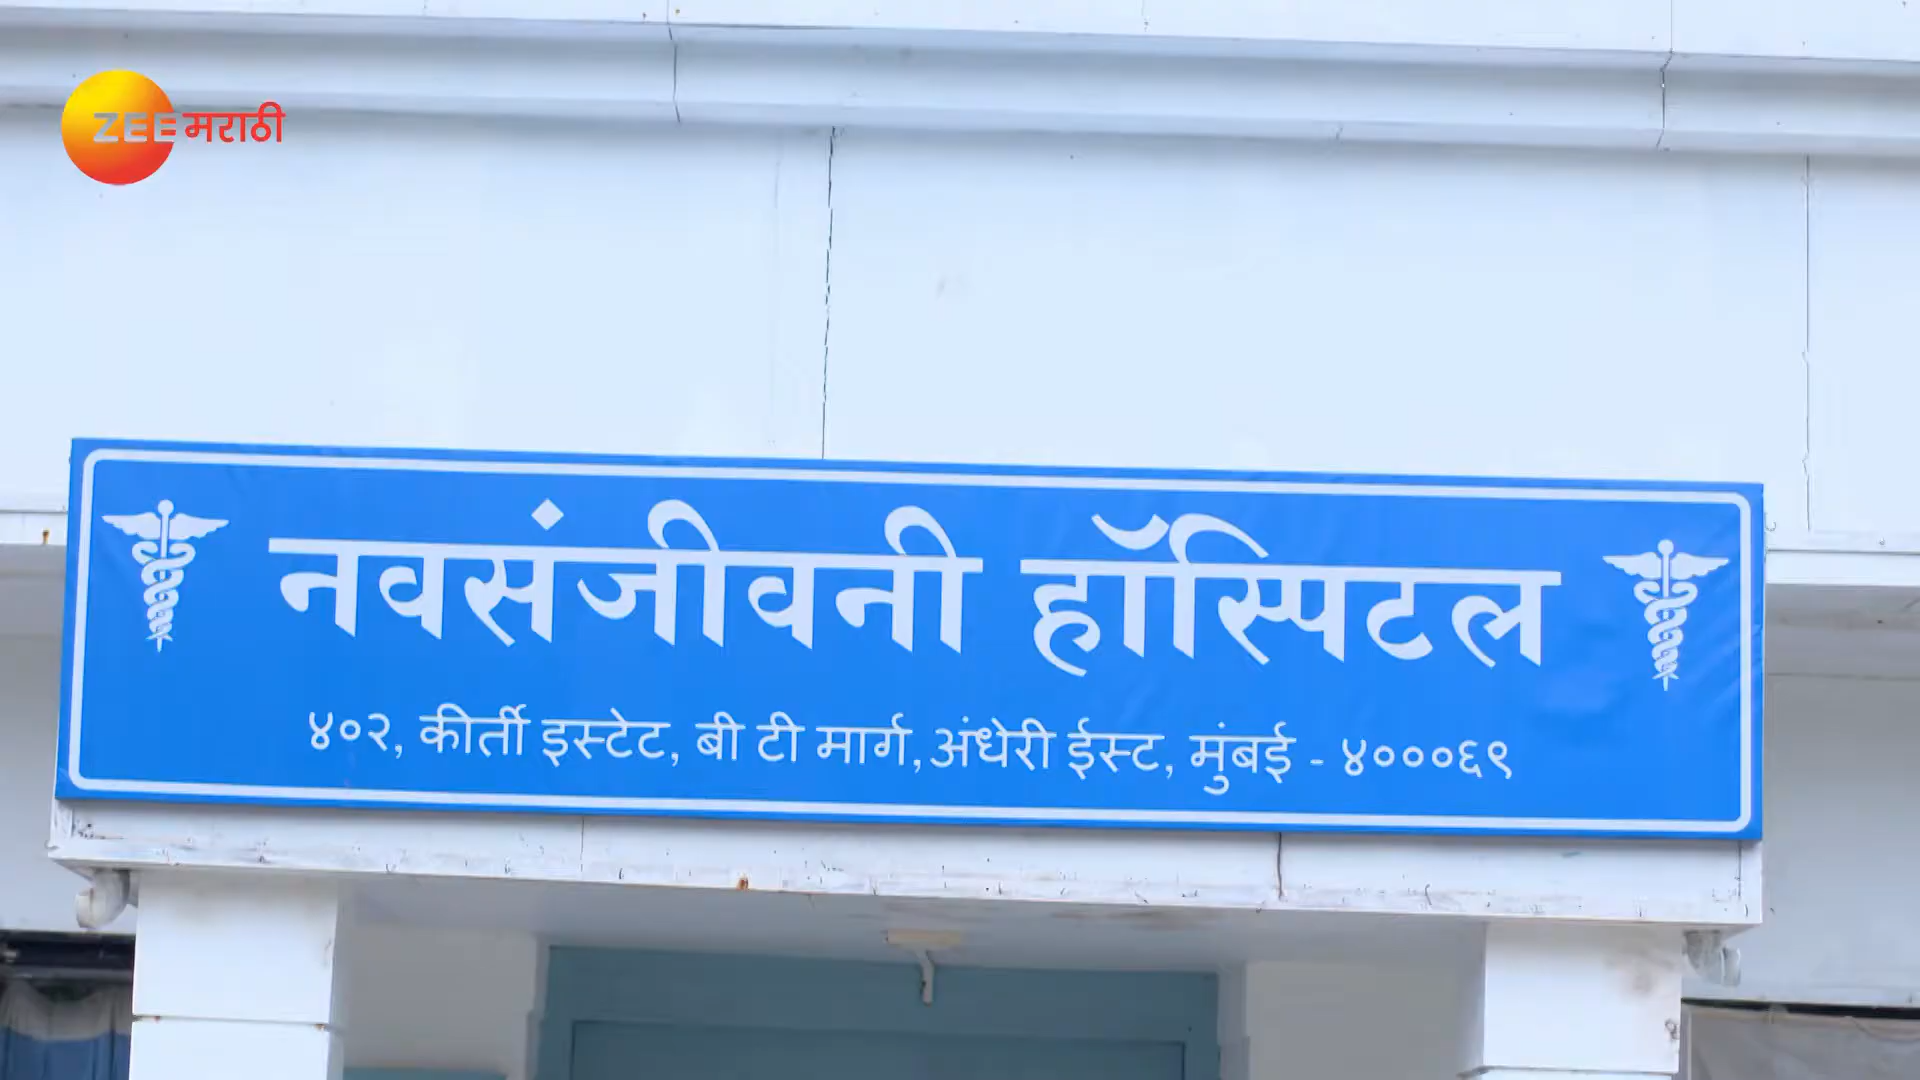 ZEE मराठी
नवसंजीवनी हॉस्पिटल
४०२, कीर्ती इस्टेट, बी टी मार्ग, अंधेरी ईस्ट, मुंबई - ४०००६९